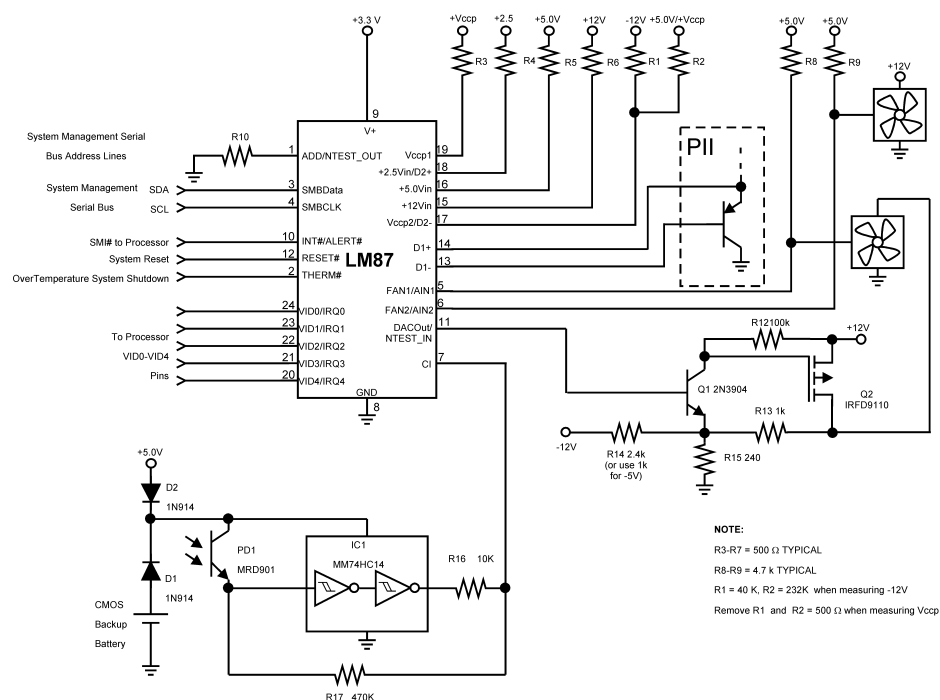 +3.3 V
+Vccp
+2.5
+5.0V
+12V
-12V
+5.0V/+Vccp
+5.0V
+5.0V
R3
R4
R5
R6
R1
R2
R8
R9
+12V
9
V+
System Management Serial
Bus Address Lines
R10
1
ADD/NTEST_OUT
System Management
Serial Bus
SDA
3
SMBData
SCL
4
SMBCLK
SMI# to Processor
10
INT#/ALERT#
System Reset
12
RESET#
OverTemperature System Shutdown
2
THERM#
LM87
24
VID0/IRQ0
To Processor
23
VID1/IRQ1
22
VID2/IRQ2
VID0-VID4
21
VID3/IRQ3
Pins
20
VID4/IRQ4
GND
8
Vccp1
19
+2.5Vin/D2+
18
+5.0Vin
16
+12Vin
15
Vccp2/D2-
17
D1+
14
D1-
13
FAN1/AIN1
5
FAN2/AIN2
6
DACOut/
NTEST_IN
11
CI
7
PII
R12100k
+12V
Q1 2N3904
Q2
IRFD9110
R13 1k
-12V
R14 2.4k
(or use 1k
for -5V)
R15 240
+5.0V
D2
1N914
PD1
MRD901
D1
1N914
CMOS
Backup
Battery
IC1
MM74HC14
R16 10K
R17 470K
NOTE:
R3-R7 = 500 Ω TYPICAL
R8-R9 = 4.7 k TYPICAL
R1 = 40 K, R2 = 232K when measuring -12V
Remove R1 and R2 = 500 Ω when measuring Vccp